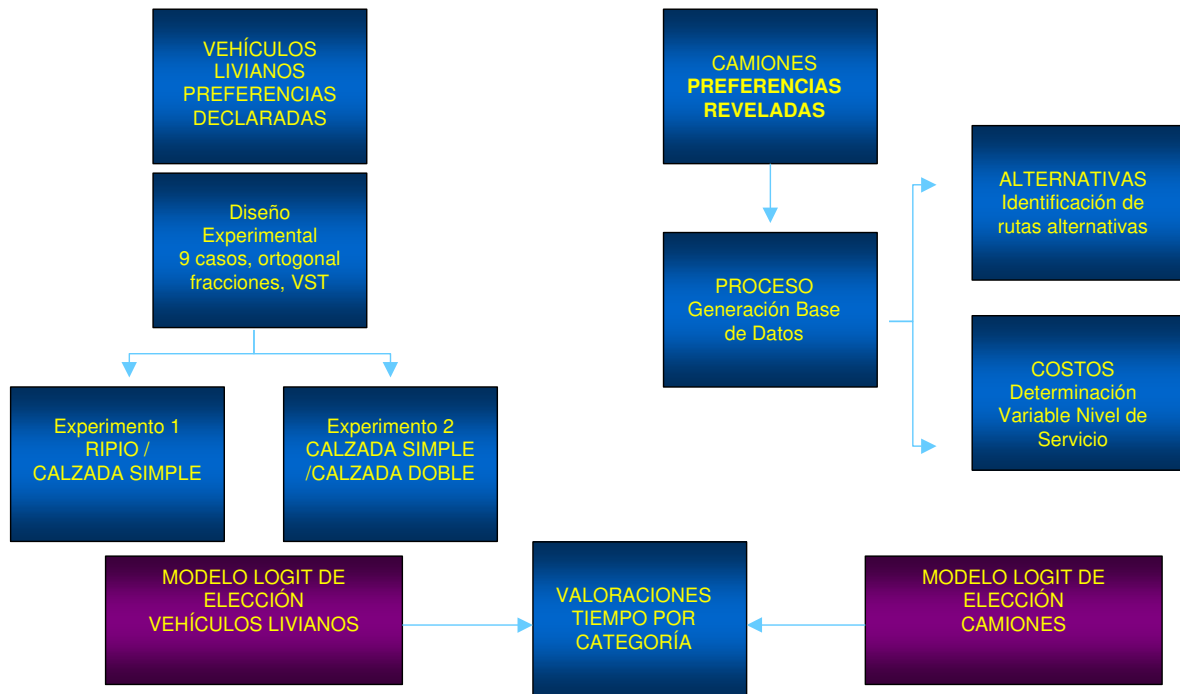 VEHÍCULOS
LIVIANOS
PREFERENCIAS
DECLARADAS
Diseño
Experimental
9 casos, ortogonal
fracciones, VST
Experimento 1
RIPIO /
CALZADA SIMPLE
Experimento 2
CALZADA SIMPLE
/CALZADA DOBLE
CAMIONES
PREFERENCIAS
REVELADAS
PROCESO
Generación Base
de Datos
ALTERNATIVAS
Identificación de
rutas alternativas
COSTOS
Determinación
Variable Nivel de
Servicio
MODELO LOGIT DE
ELECCIÓN
VEHÍCULOS LIVIANOS
VALORACIONES
TIEMPO POR
CATEGORÍA
MODELO LOGIT DE
ELECCIÓN
CAMIONES